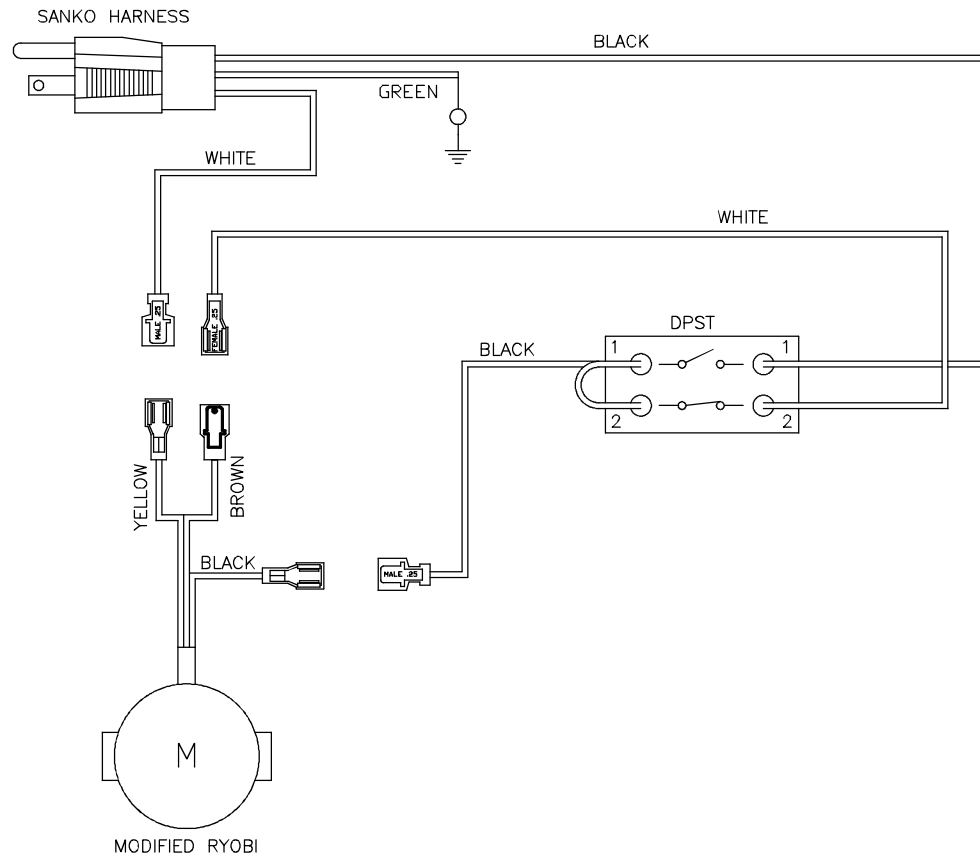 SANKO HARNESS
BLACK
GREEN
WHITE
WHITE
MALE .25
FEMALE .25
DPST
BLACK
1
1
2
2
YELLOW
BROWN
BLACK
MALE .25
M
MODIFIED RYOBI